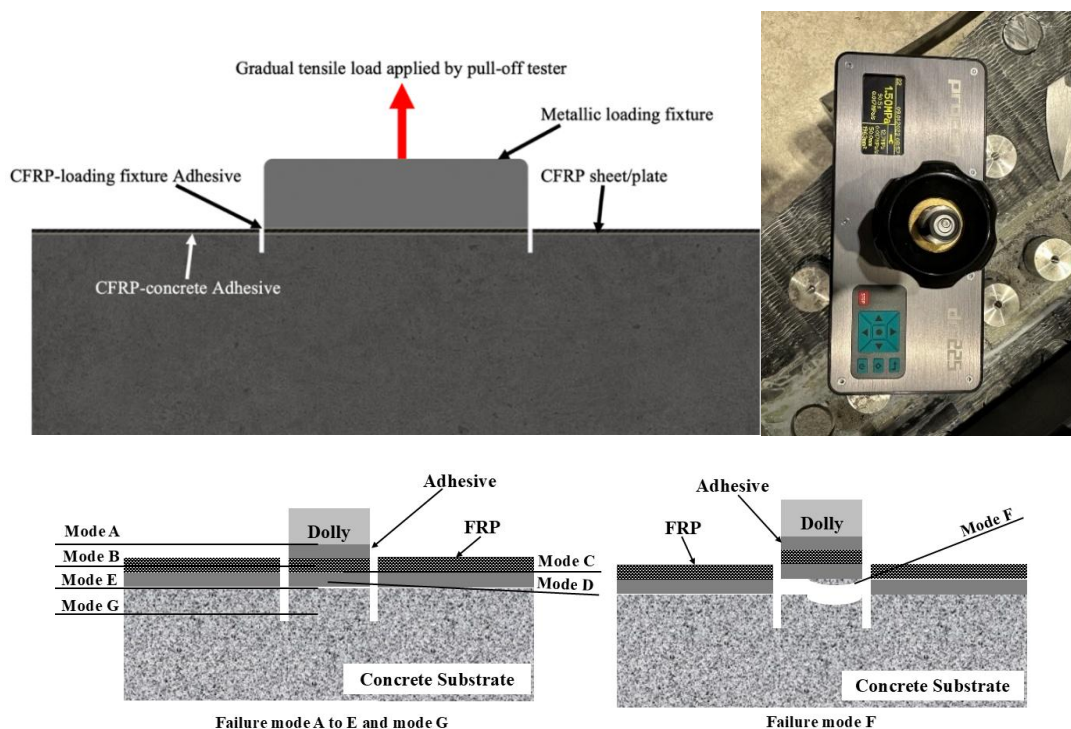 Gradual tensile load applied by pull-off tester
Metallic loading fixture
CFRP-loading fixture Adhesive
CFRP sheet/plate
CFRP-concrete Adhesive
1.50MPa
STOP
Adhesive
Mode A
Dolly
FRP
Mode B
Mode C
Mode E
Mode D
Mode G
Concrete Substrate
Failure mode A to E and mode G
Adhesive
Mode F
Dolly
FRP
Concrete Substrate
Failure mode F